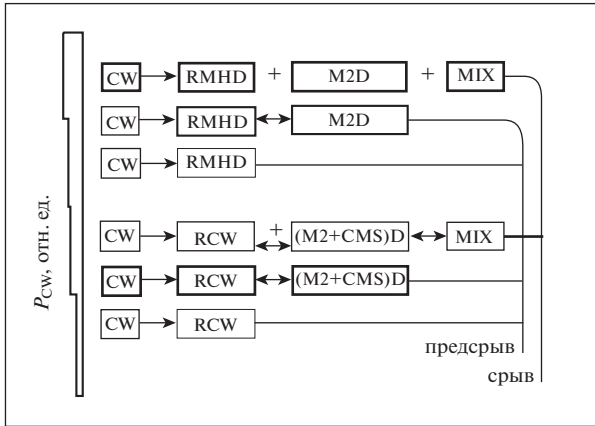 CW RMHD + M2D + MIX
CW RMHD M2D
CW RMHD
CW RCW + (M2+CMS)D MIX
CW RCW (M2+CMS)D
CW RCW
предсрыв
срыв
P_CW, отн. ед.